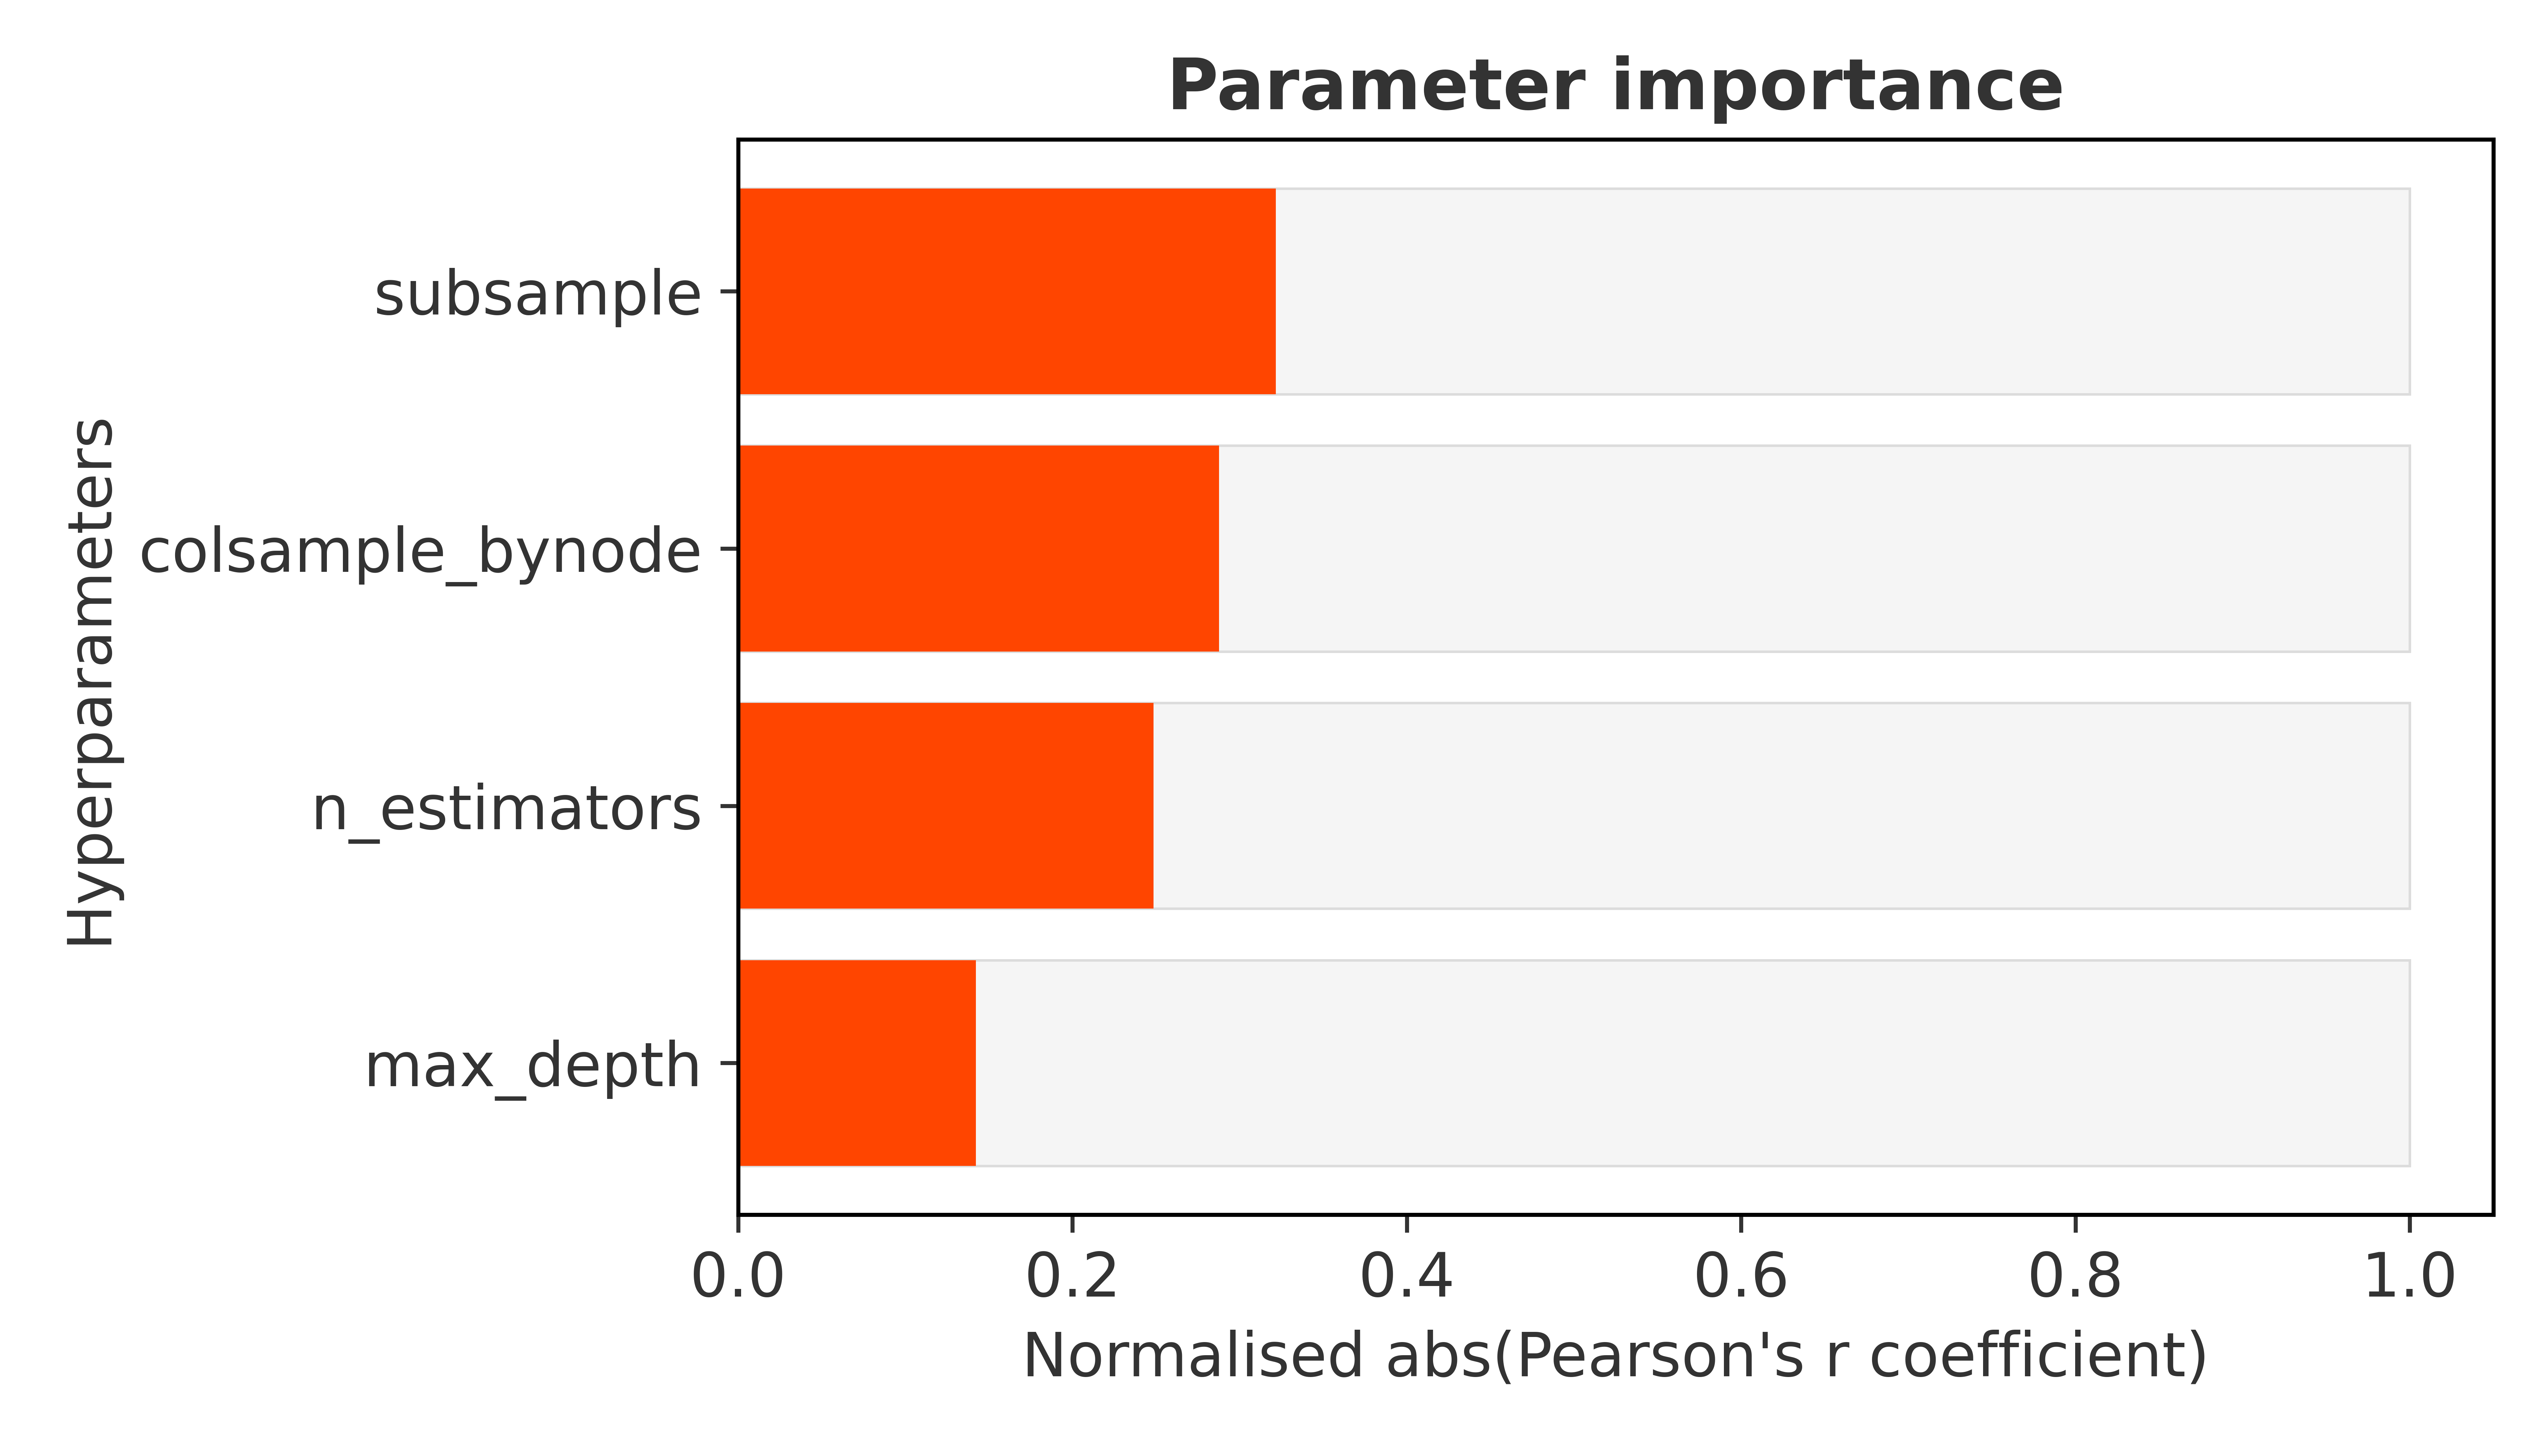 Parameter importance
Hyperparameters
subsample
colsample_bynode
n_estimators
max_depth
0.0 0.2 0.4 0.6 0.8 1.0
Normalised abs(Pearson's r coefficient)